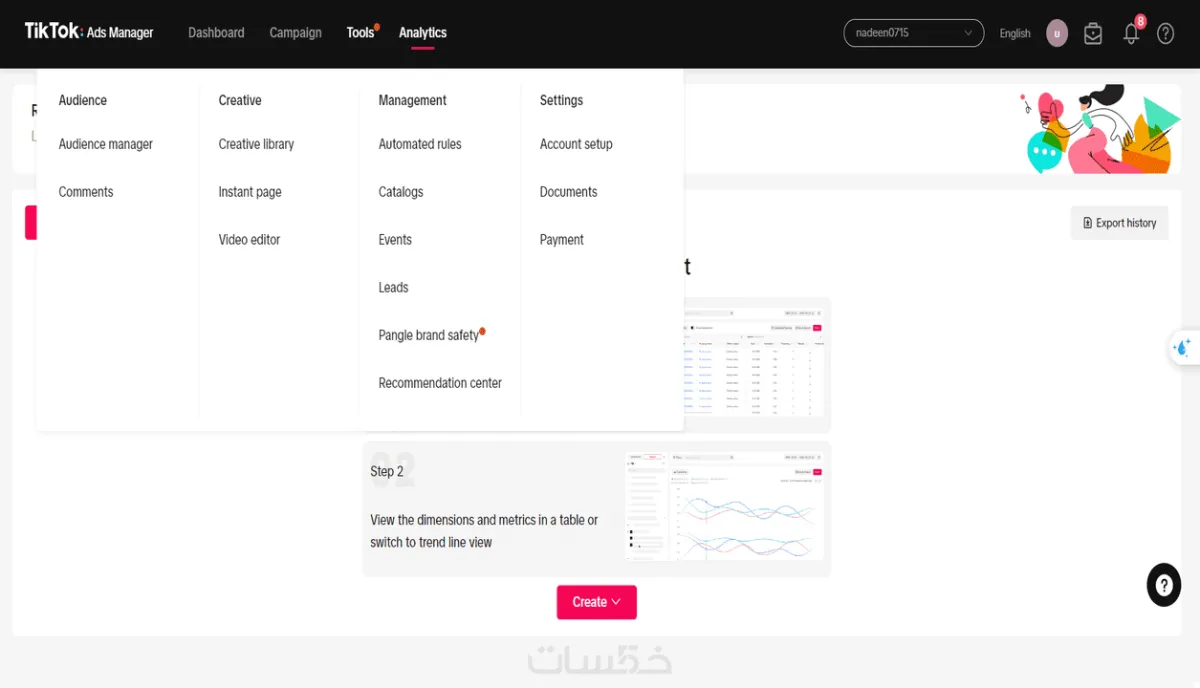 TikTok: Ads Manager
Dashboard
Campaign
Tools
Analytics
nadeen0715
English
u
8
Audience
Audience manager
Comments
Creative
Creative library
Instant page
Video editor
Management
Automated rules
Catalogs
Events
Leads
Pangle brand safety
Recommendation center
Settings
Account setup
Documents
Payment
Export history
t
02
Step 2
View the dimensions and metrics in a table or
switch to trend line view
Create
?
خمسات